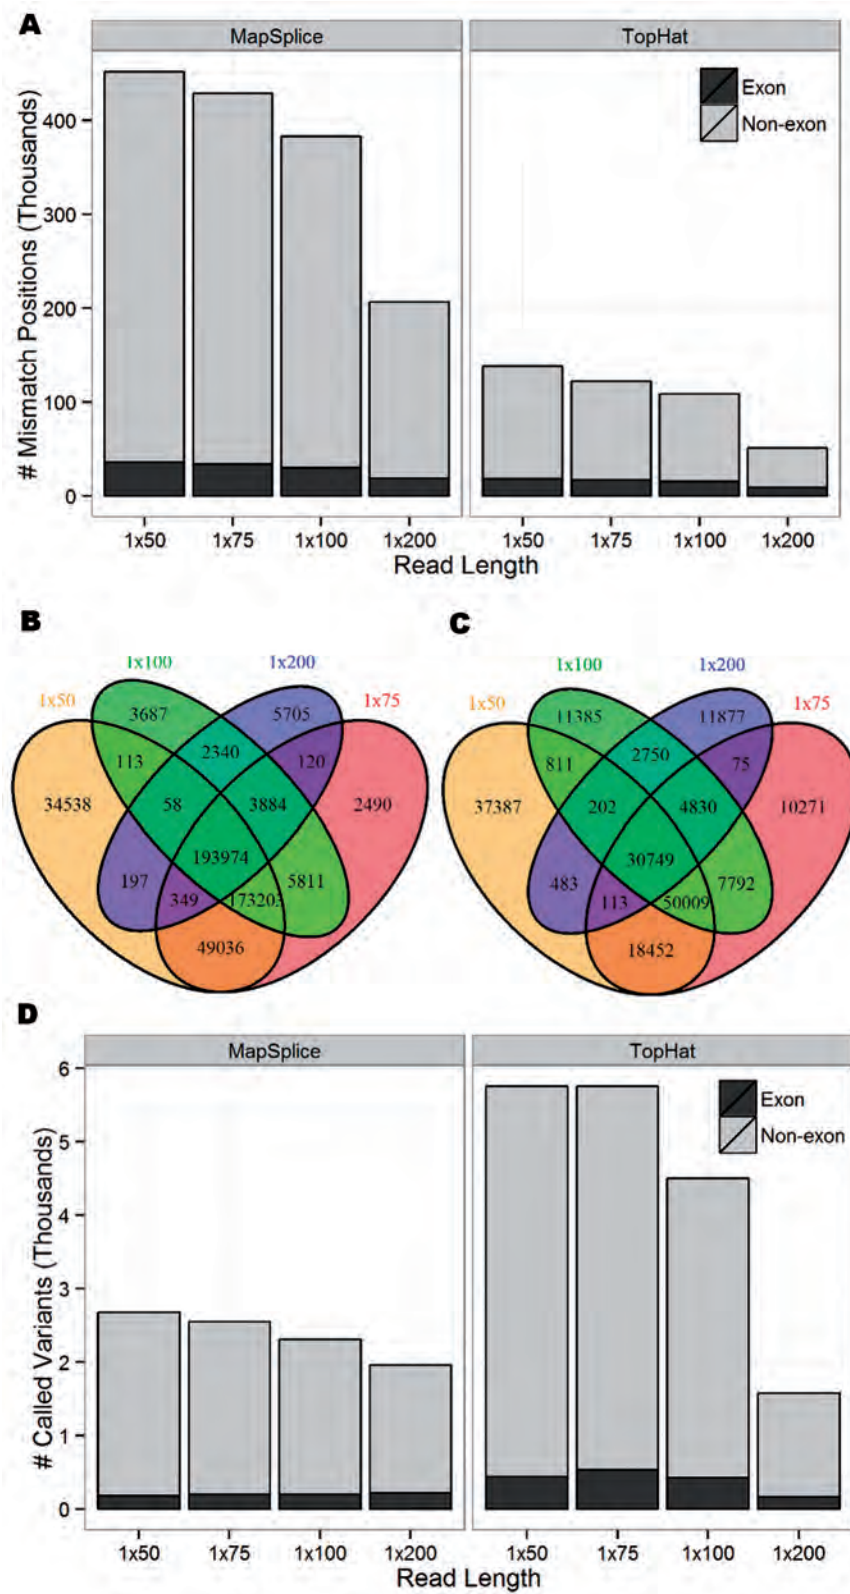 A
MapSplice TopHat
# Mismatch Positions (Thousands)
400
300
200
100
0
Exon
Non-exon
1x50 1x75 1x100 1x200 1x50 1x75 1x100 1x200
Read Length
B
1x50 1x100 1x200 1x75
3687 5705
113 2340 120
34538 58 3884 2490
193974
197 349 173203 5811
49036
C
1x50 1x100 1x200 1x75
11385 11877
811 2750 75
37387 202 4830 10271
30749
483 113 50009 7792
18452
D
MapSplice TopHat
# Called Variants (Thousands)
6
5
4
3
2
1
0
Exon
Non-exon
1x50 1x75 1x100 1x200 1x50 1x75 1x100 1x200
Read Length